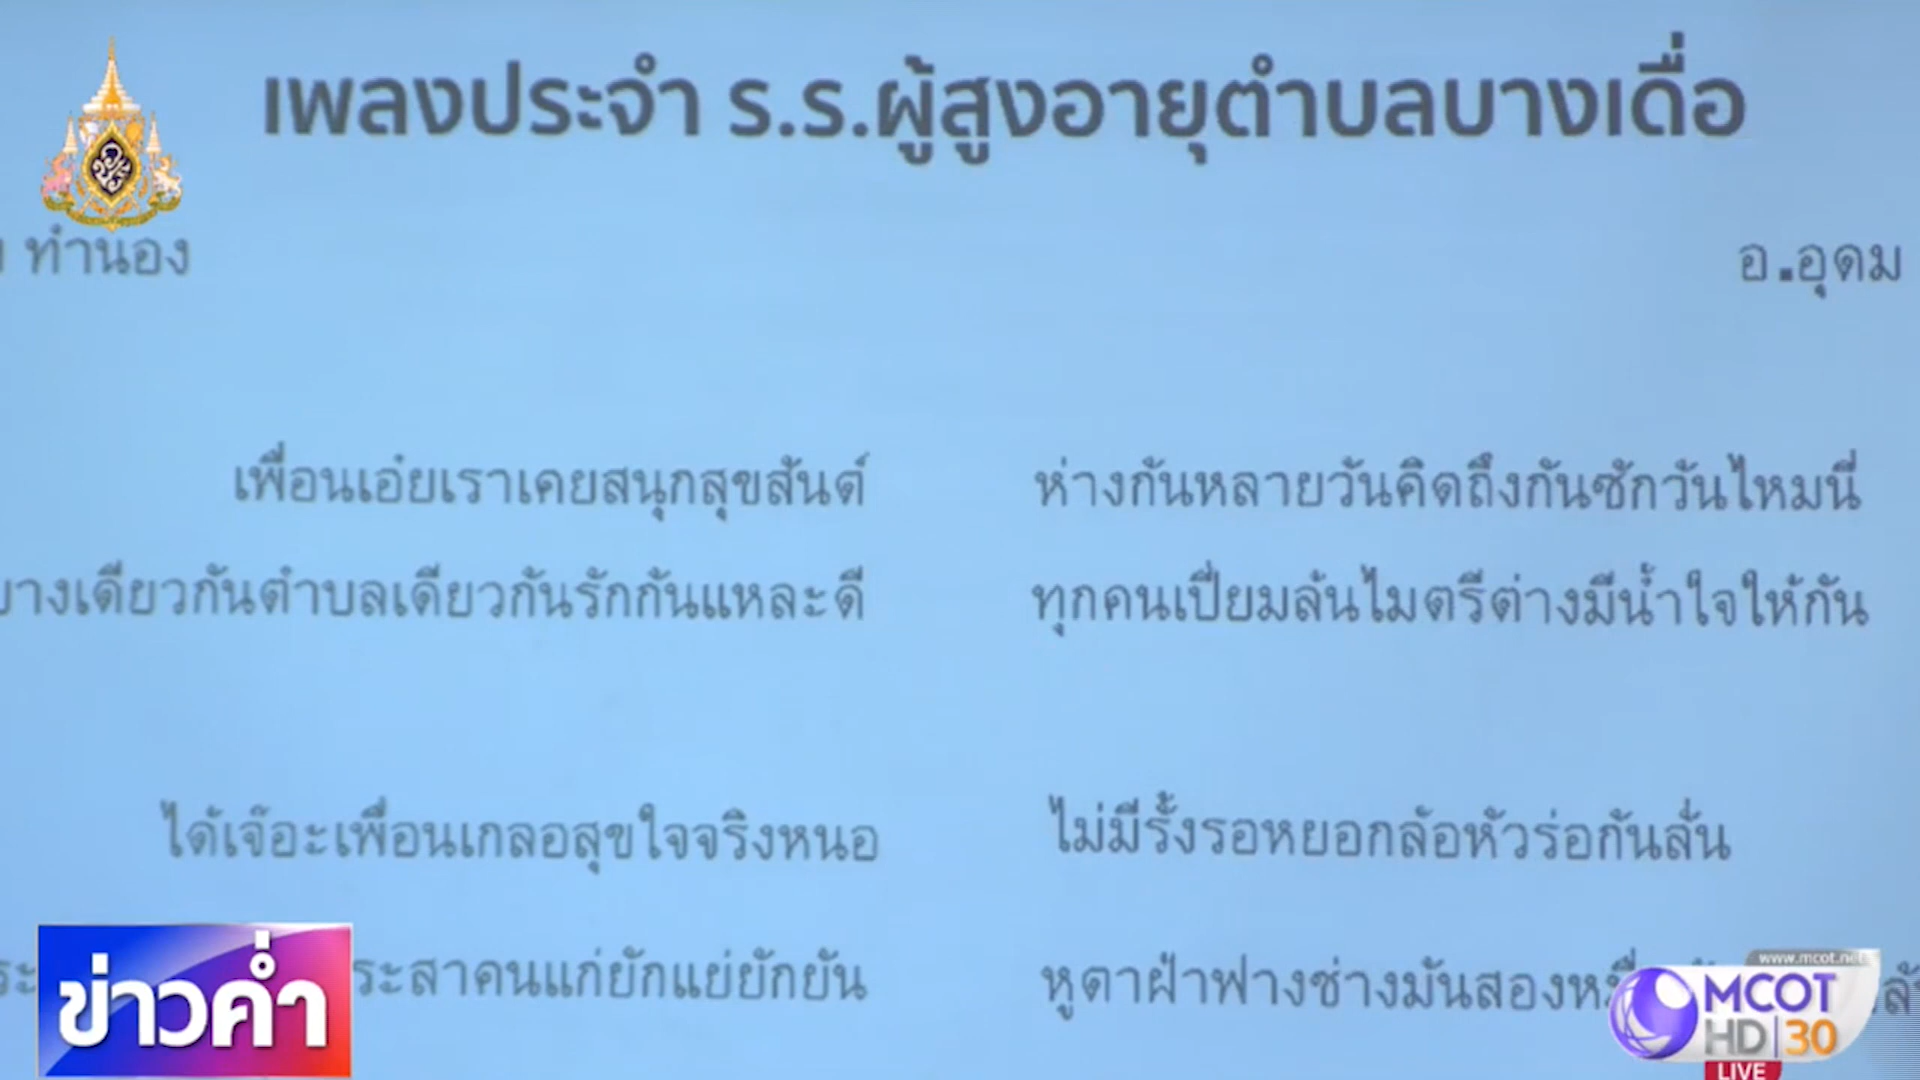 เพลงประจำ ร.ร.ผู้สูงอายุตำบลบางเดื่อ
ทำนอง อ.อุดม
เพื่อนเอ๋ยเราเคยสนุกสุขสันต์ ห่างกันหลายวันคิดถึงกันซักวันไหมนี่
บางเดียวกันตำบลเดียวกันรักกันแหละดี ทุกคนเปี่ยมล้นไมตรีต่างมีน้ำใจให้กัน
ได้เจ๊อะเพื่อนเกลอสุขใจจริงหนอ ไม่มีรั้งรอหยอกล้อหัวร่อกันลั่น
ระสาคนแก่ยักแย่ยักยัน หูตาฝ้าฟางช่างมันสองหมื่
ข่าวค่ำ
www.mcot.net
MCOT
HD 30
LIVE